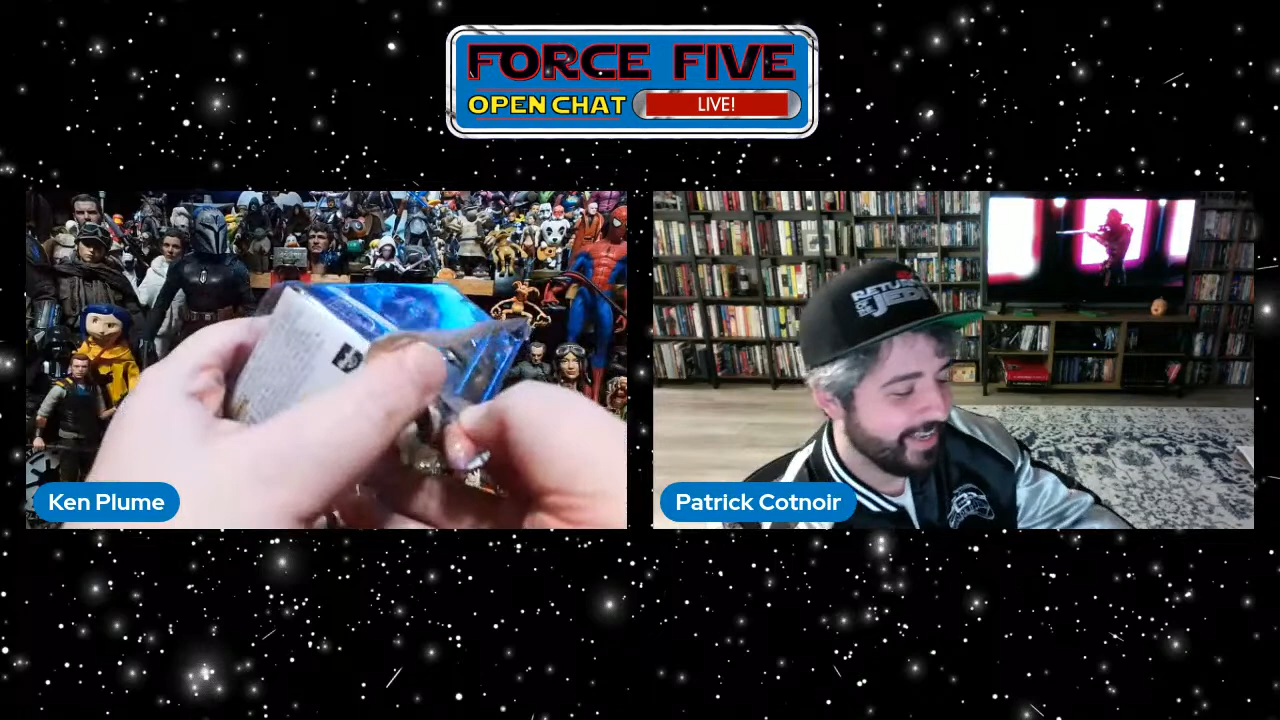 FORCE FIVE
OPEN CHAT LIVE!
RETURN
OF THE
JEDI
Ken Plume
Patrick Cotnoir